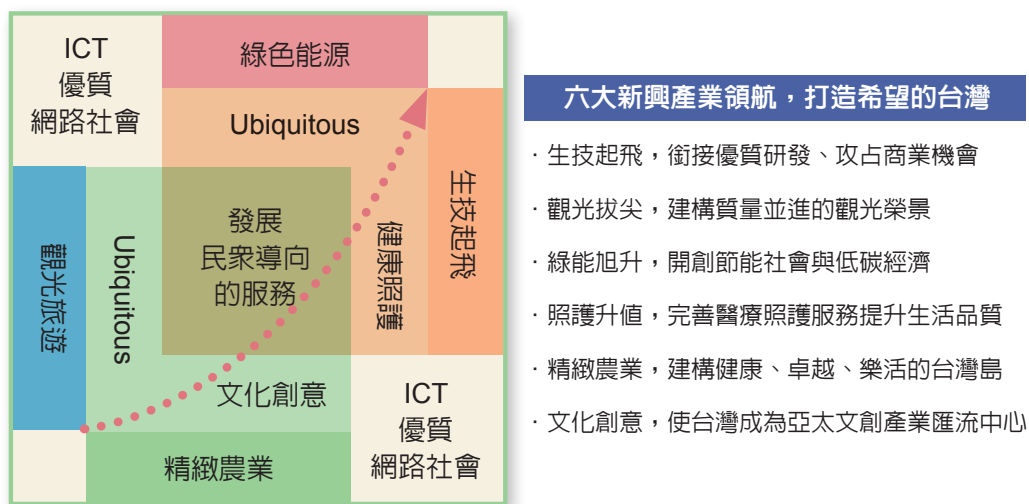 ICT
優質
網路社會
綠色能源
Ubiquitous
生技起飛
觀光旅遊
Ubiquitous
發展
民眾導向
的服務
健康照護
文化創意
ICT
優質
網路社會
精緻農業
六大新興產業領航，打造希望的台灣
· 生技起飛，銜接優質研發、攻占商業機會
· 觀光拔尖，建構質量並進的觀光榮景
· 綠能旭升，開創節能社會與低碳經濟
· 照護升值，完善醫療照護服務提升生活品質
· 精緻農業，建構健康、卓越、樂活的台灣島
· 文化創意，使台灣成為亞太文創產業匯流中心